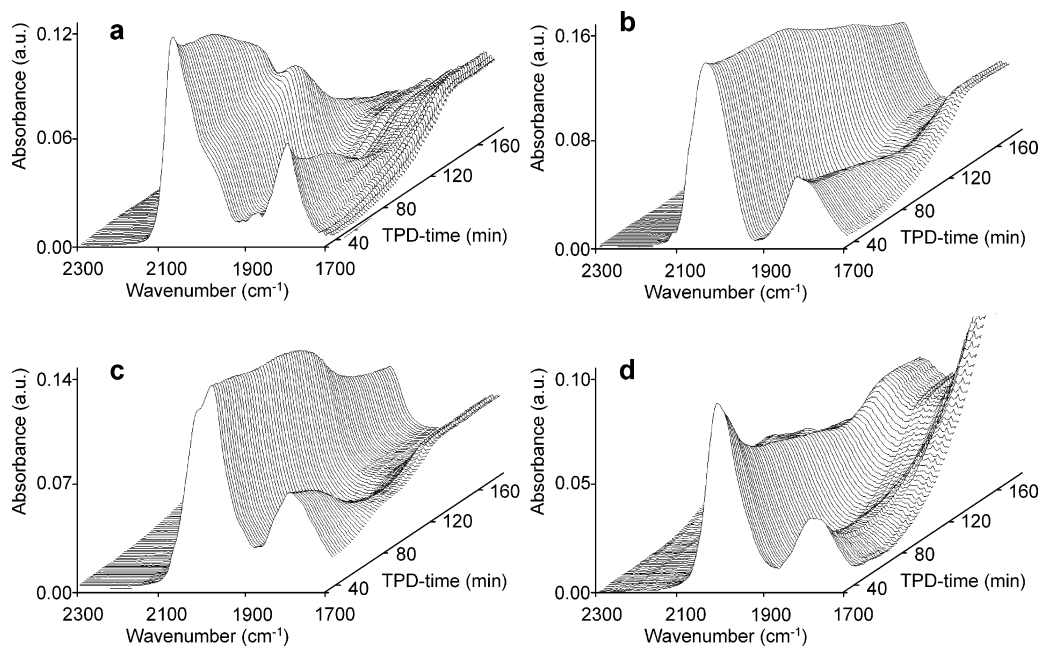 a
Absorbance (a.u.)
0.12
0.06
0.00
2300 2100 1900 1700
Wavenumber (cm⁻¹)
40 80 120 160
TPD-time (min)
b
Absorbance (a.u.)
0.16
0.08
0.00
2300 2100 1900 1700
Wavenumber (cm⁻¹)
40 80 120 160
TPD-time (min)
c
Absorbance (a.u.)
0.14
0.07
0.00
2300 2100 1900 1700
Wavenumber (cm⁻¹)
40 80 120 160
TPD-time (min)
d
Absorbance (a.u.)
0.10
0.05
0.00
2300 2100 1900 1700
Wavenumber (cm⁻¹)
40 80 120 160
TPD-time (min)